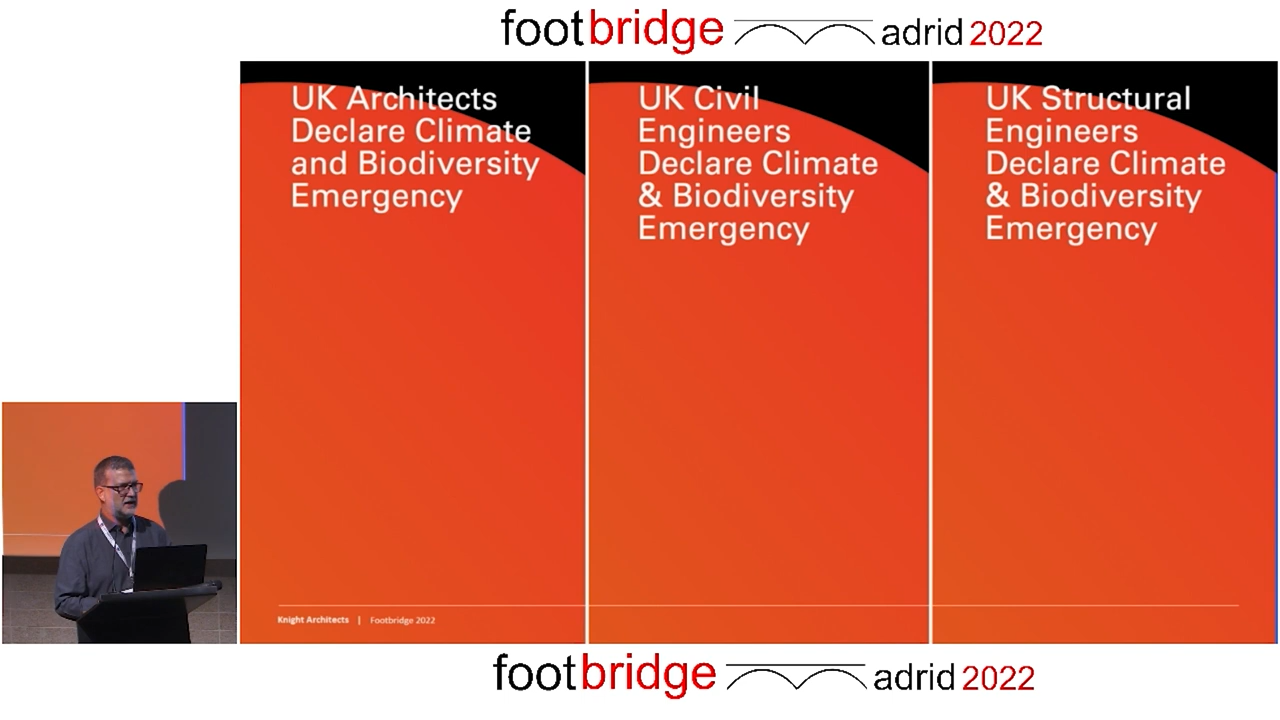 footbridge adrid 2022
UK Architects
Declare Climate
and Biodiversity
Emergency
UK Civil
Engineers
Declare Climate
& Biodiversity
Emergency
UK Structural
Engineers
Declare Climate
& Biodiversity
Emergency
Knight Architects | Footbridge 2022
footbridge adrid 2022